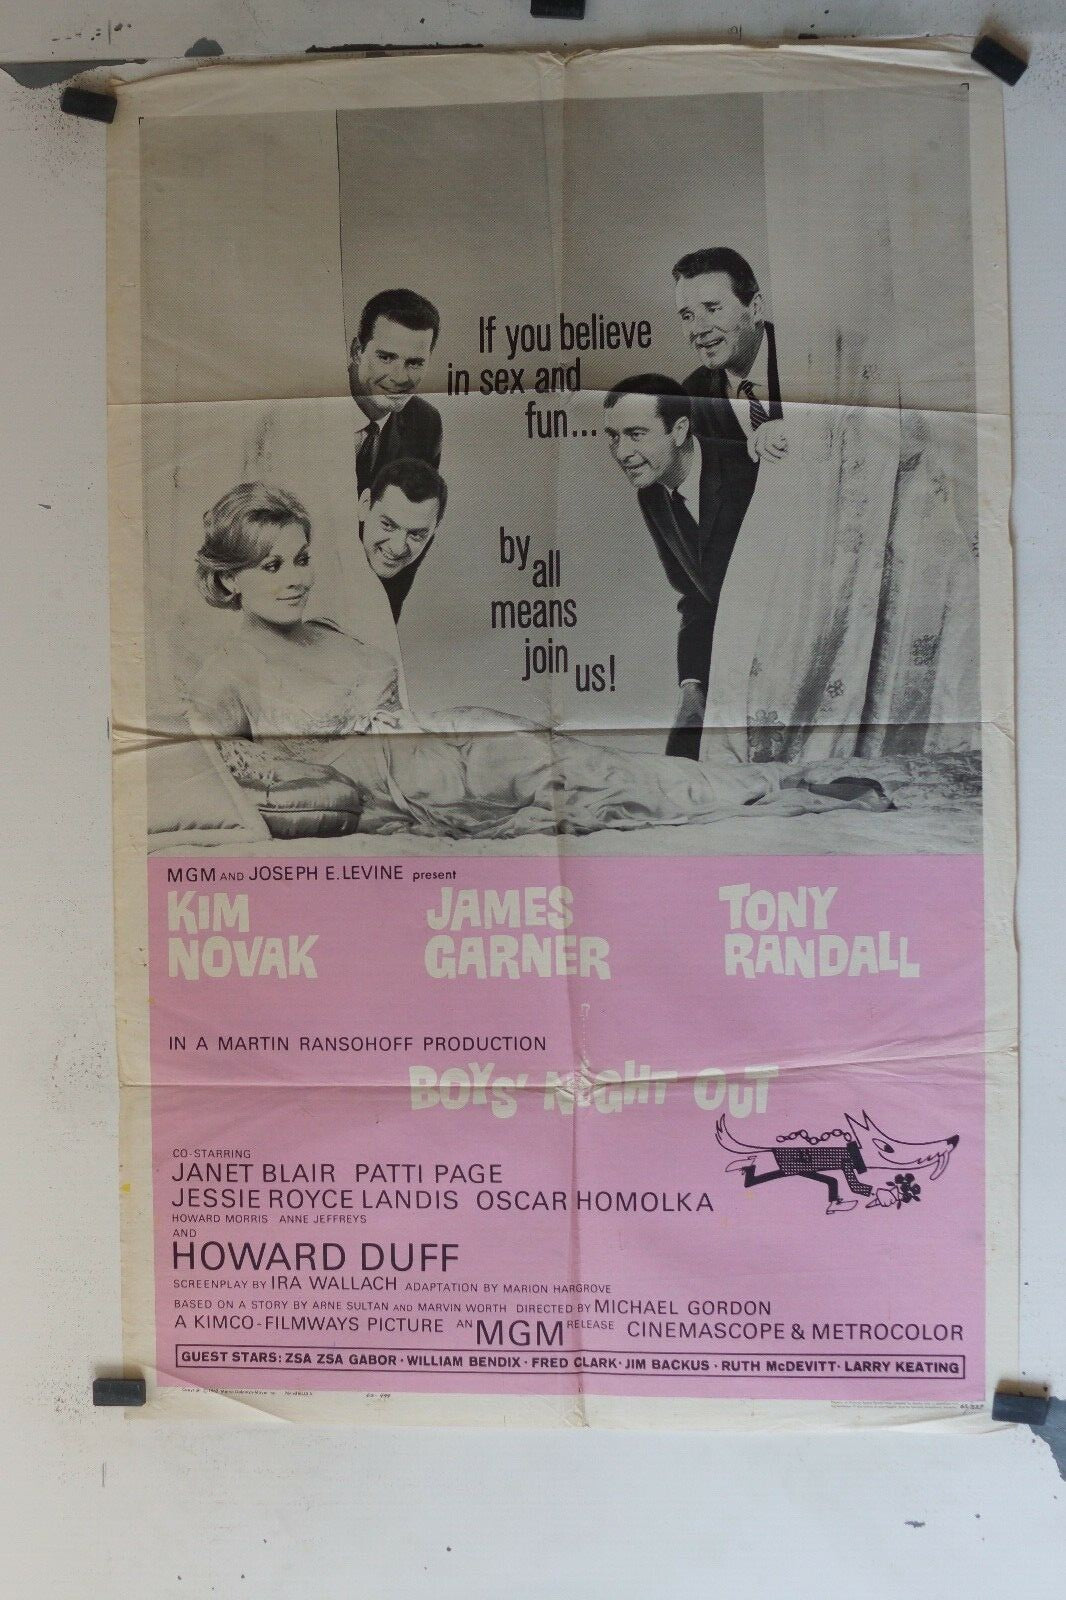 If you believe
in sex and
fun...
by all
means
join us!
MGM AND JOSEPH E. LEVINE present
KIM NOVAK
JAMES GARNER
TONY RANDALL
IN A MARTIN RANSOHOFF PRODUCTION
BOYS' NIGHT OUT
CO-STARRING
JANET BLAIR PATTI PAGE
JESSIE ROYCE LANDIS OSCAR HOMOLKA
HOWARD MORRIS ANNE JEFFREYS
AND
HOWARD DUFF
SCREENPLAY BY IRA WALLACH ADAPTATION BY MARION HARGROVE
BASED ON A STORY BY ARNE SULTAN AND MARVIN WORTH DIRECTED BY MICHAEL GORDON
A KIMCO-FILMWAYS PICTURE AN MGM RELEASE CINEMASCOPE & METROCOLOR
GUEST STARS: ZSA ZSA GABOR · WILLIAM BENDIX · FRED CLARK · JIM BACKUS · RUTH McDEVITT · LARRY KEATING